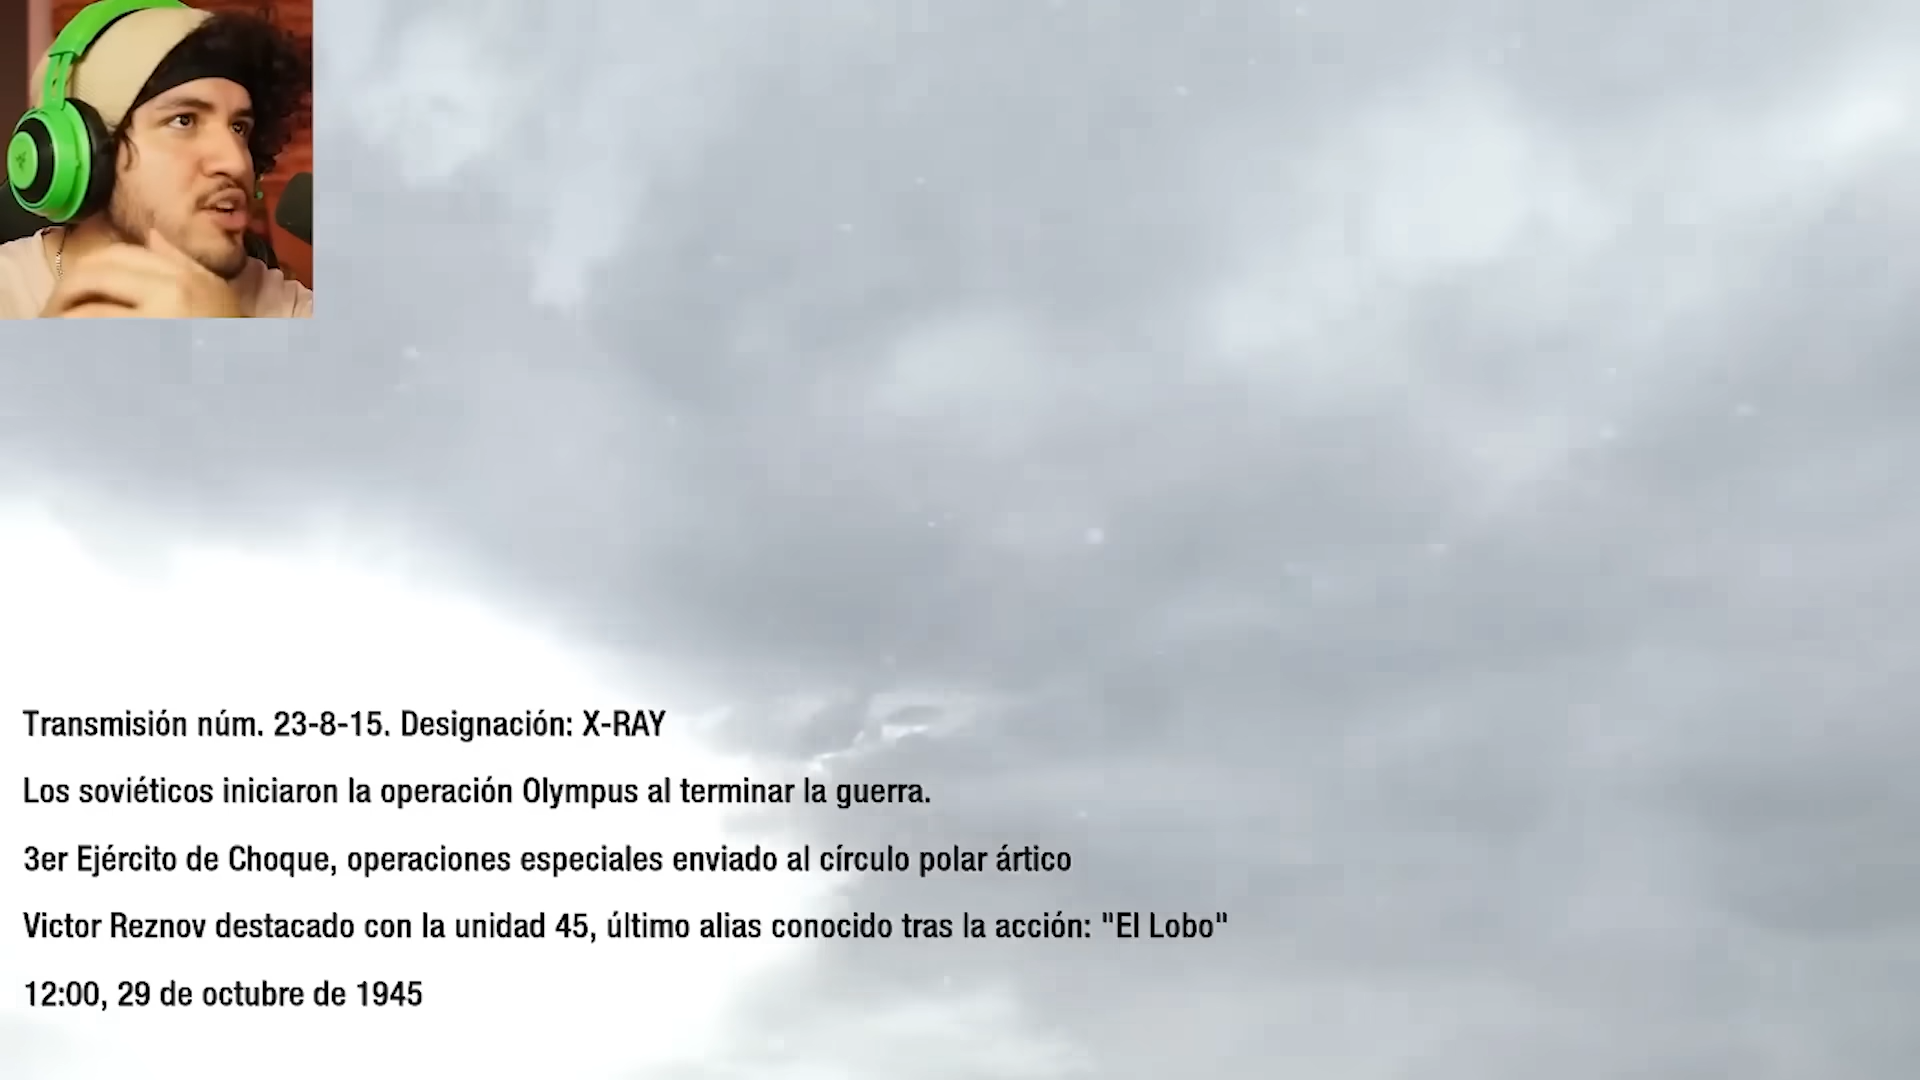 Transmisión núm. 23-8-15. Designación: X-RAY
Los soviéticos iniciaron la operación Olympus al terminar la guerra.
3er Ejército de Choque, operaciones especiales enviado al círculo polar ártico
Victor Reznov destacado con la unidad 45, último alias conocido tras la acción: "El Lobo"
12:00, 29 de octubre de 1945